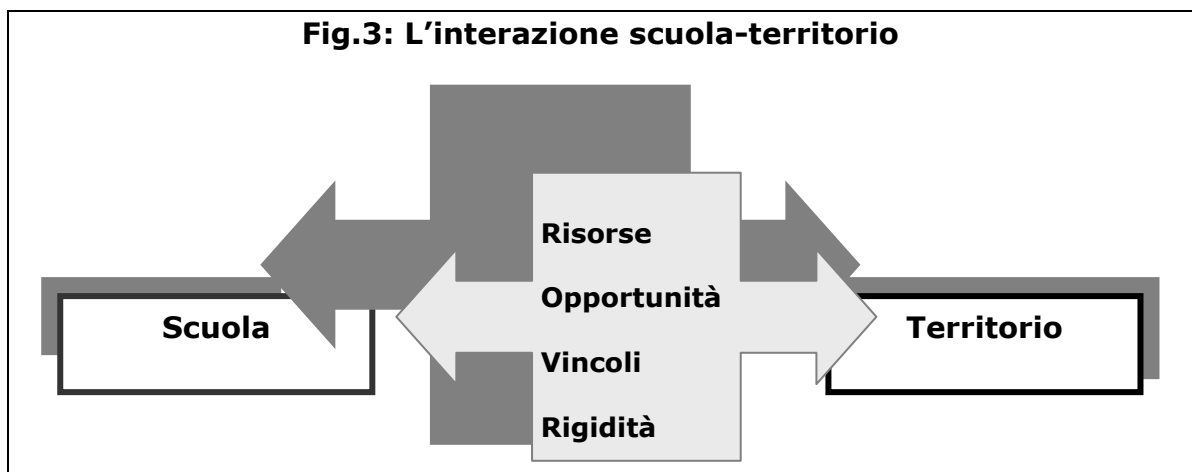 Fig.3: L’interazione scuola-territorio
Risorse
Opportunità
Scuola
Territorio
Vincoli
Rigidità